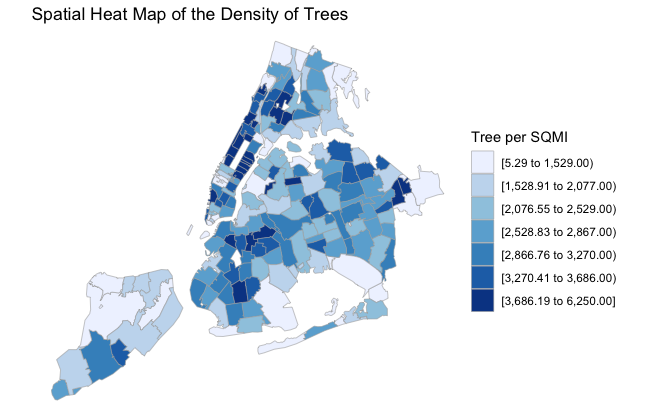 Spatial Heat Map of the Density of Trees
Tree per SQMI
[5.29 to 1,529.00)
[1,528.91 to 2,077.00)
[2,076.55 to 2,529.00)
[2,528.83 to 2,867.00)
[2,866.76 to 3,270.00)
[3,270.41 to 3,686.00)
[3,686.19 to 6,250.00]